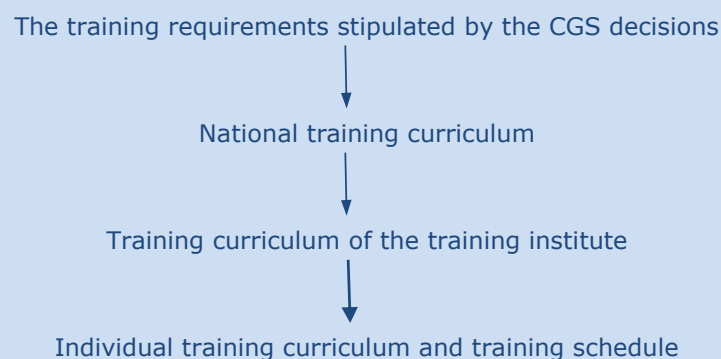 The training requirements stipulated by the CGS decisions
National training curriculum
Training curriculum of the training institute
Individual training curriculum and training schedule